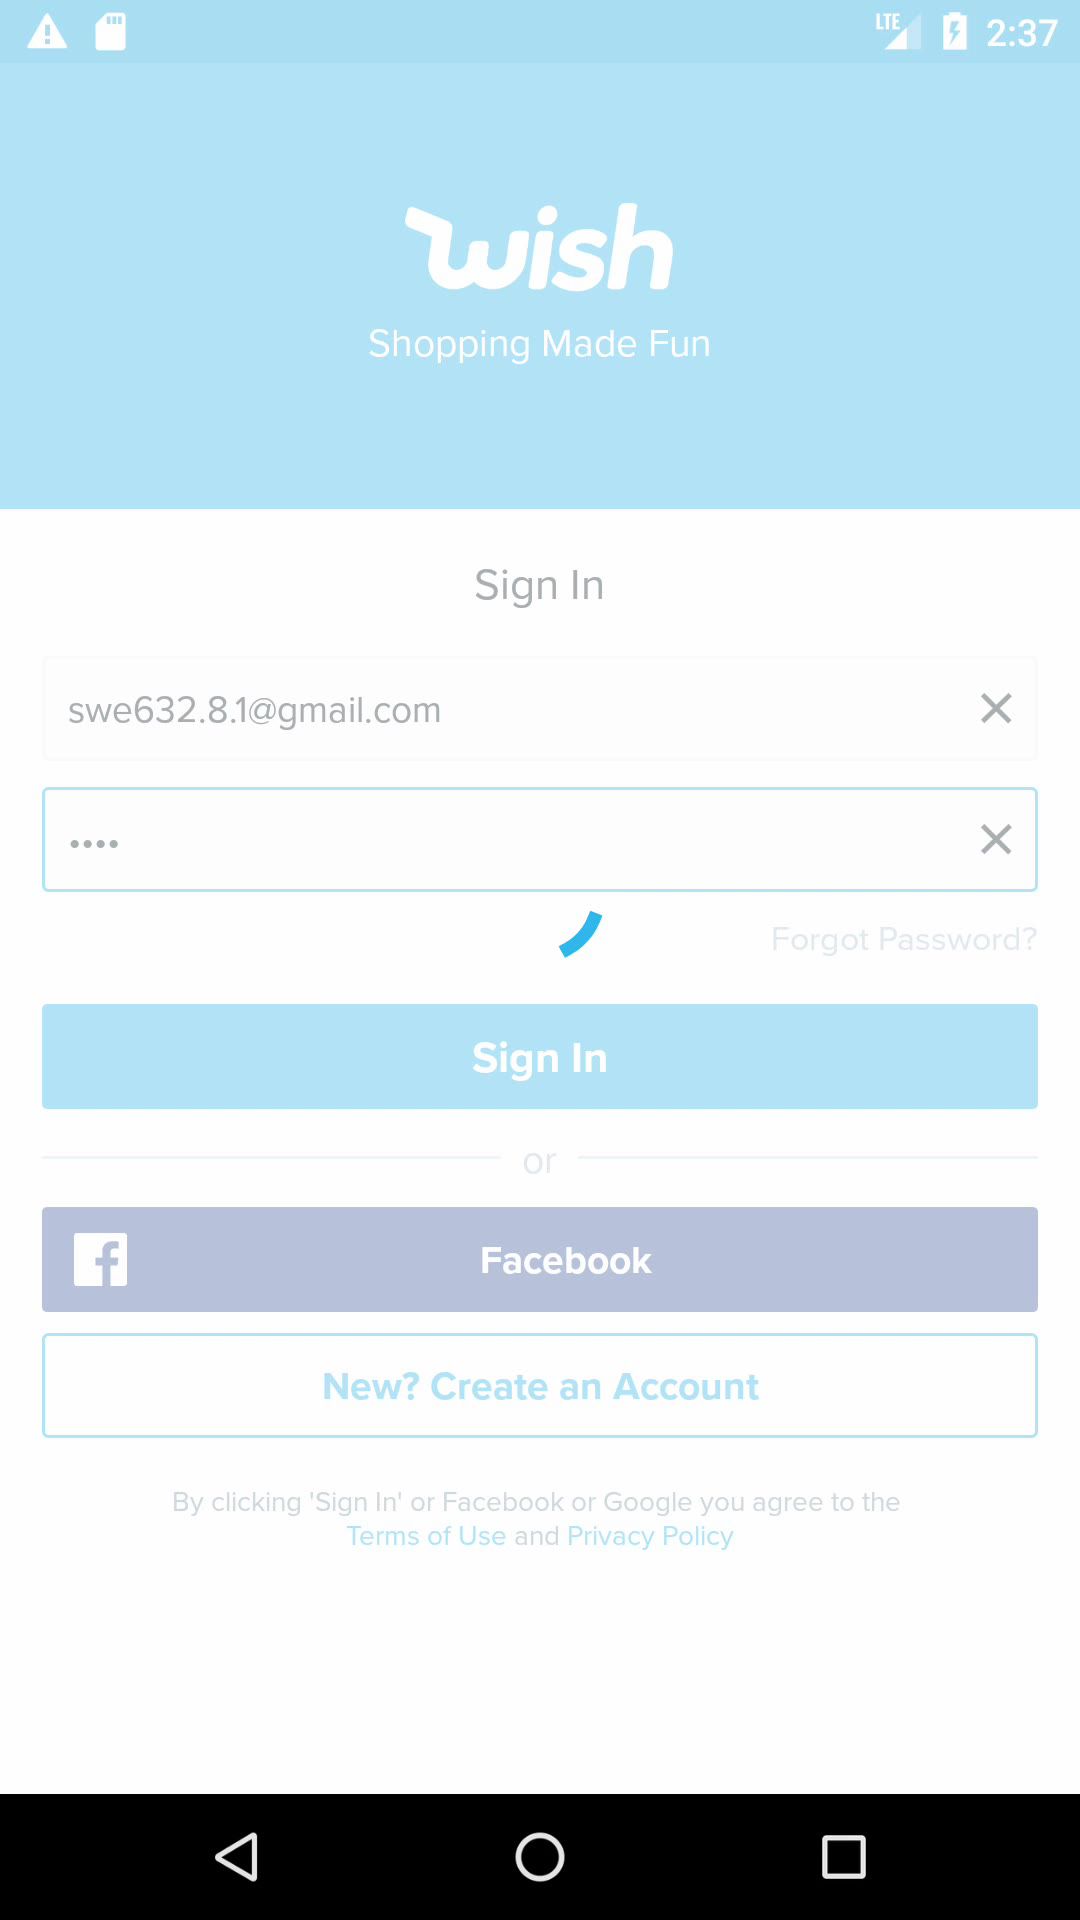 LTE 2:37
wish
Shopping Made Fun
Sign In
swe632.8.1@gmail.com
••••
Forgot Password?
Sign In
or
Facebook
New? Create an Account
By clicking 'Sign In' or Facebook or Google you agree to the
Terms of Use and Privacy Policy